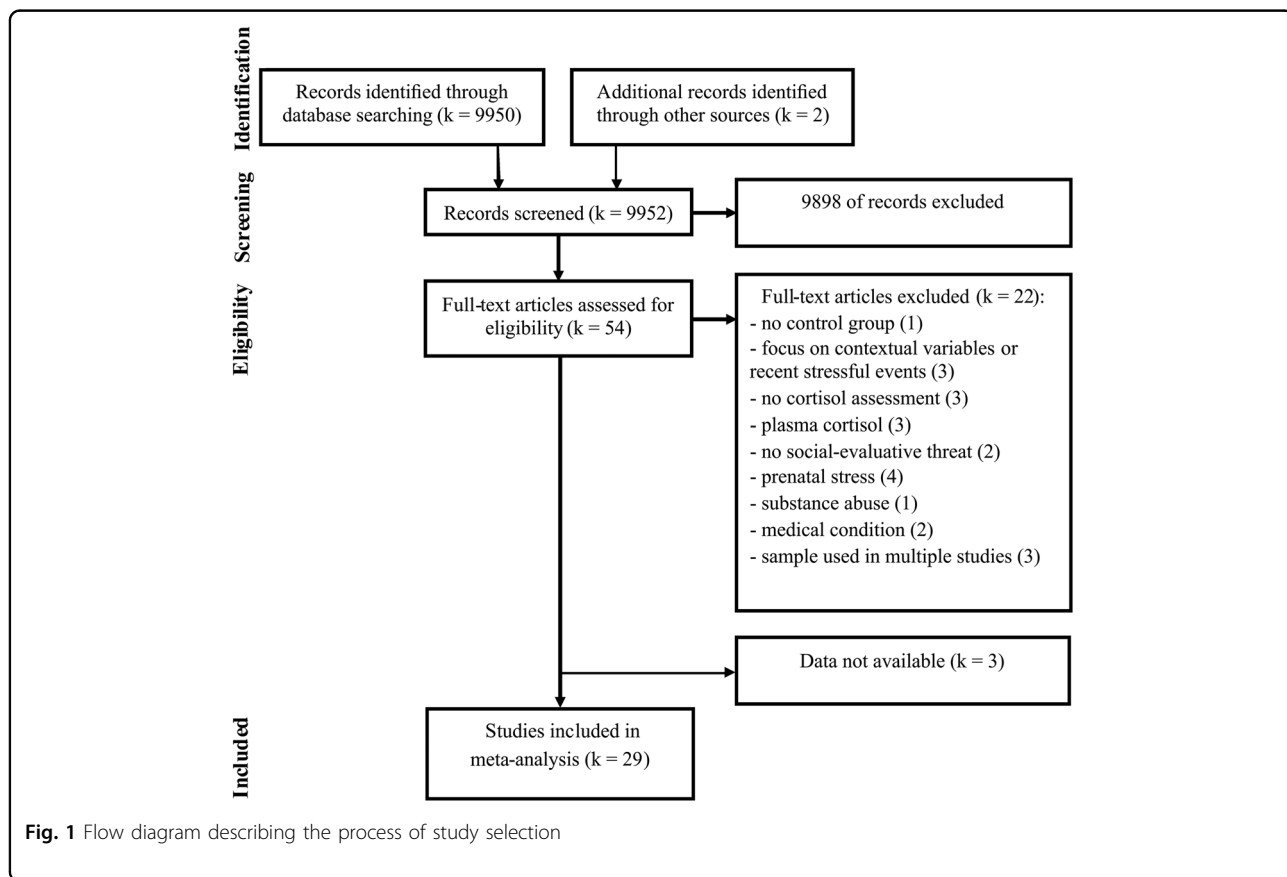 Identification
Records identified through
database searching (k = 9950)
Additional records identified
through other sources (k = 2)
Screening
Records screened (k = 9952)
9898 of records excluded
Eligibility
Full-text articles assessed for
eligibility (k = 54)
Full-text articles excluded (k = 22):
- no control group (1)
- focus on contextual variables or
recent stressful events (3)
- no cortisol assessment (3)
- plasma cortisol (3)
- no social-evaluative threat (2)
- prenatal stress (4)
- substance abuse (1)
- medical condition (2)
- sample used in multiple studies (3)
Data not available (k = 3)
Included
Studies included in
meta-analysis (k = 29)
Fig. 1 Flow diagram describing the process of study selection